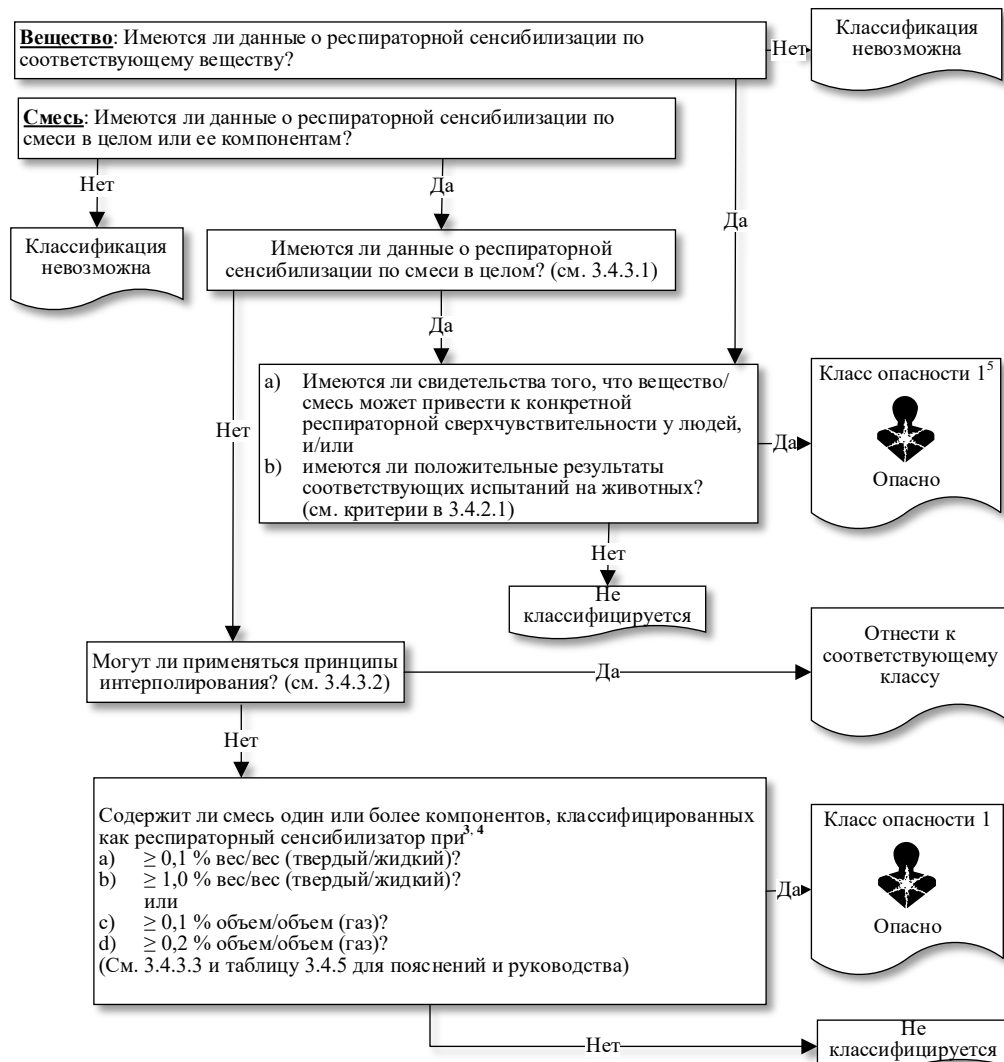 Вещество: Имеются ли данные о респираторной сенсибилизации по
соответствующему веществу?
Нет
Классификация
невозможна
Смесь: Имеются ли данные о респираторной сенсибилизации по
смеси в целом или ее компонентам?
Нет
Да
Да
Классификация
невозможна
Имеются ли данные о респираторной
сенсибилизации по смеси в целом? (см. 3.4.3.1)
Да
Нет
a) Имеются ли свидетельства того, что вещество/
смесь может привести к конкретной
респираторной сверхчувствительности у людей,
и/или
b) имеются ли положительные результаты
соответствующих испытаний на животных?
(см. критерии в 3.4.2.1)
Да
Класс опасности 1⁵
Опасно
Нет
Не
классифицируется
Могут ли применяться принципы
интерполирования? (см. 3.4.3.2)
Да
Отнести к
соответствующему
классу
Нет
Содержит ли смесь один или более компонентов, классифицированных
как респираторный сенсибилизатор при³, ⁴
a) ≥ 0,1 % вес/вес (твердый/жидкий)?
b) ≥ 1,0 % вес/вес (твердый/жидкий)?
или
c) ≥ 0,1 % объем/объем (газ)?
d) ≥ 0,2 % объем/объем (газ)?
(См. 3.4.3.3 и таблицу 3.4.5 для пояснений и руководства)
Да
Класс опасности 1
Опасно
Нет
Не
классифицируется